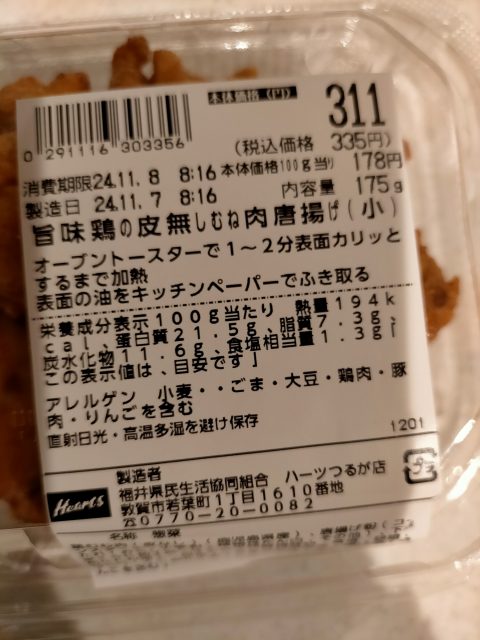 本体価格(円) 311
(税込価格 335円)
0 291116 303356
本体価格100g当り 178円
消費期限24.11. 8 8:16
内容量 175g
製造日 24.11. 7 8:16
旨味鶏の皮無しむね肉唐揚げ(小)
オーブントースターで1〜2分表面カリッと
するまで加熱
表面の油をキッチンペーパーでふき取る
栄養成分表示100g当たり 熱量194k
cal、蛋白質21.5g、脂質7.3g、
炭水化物11.6g、食塩相当量1.3g「
この表示値は、目安です」
アレルゲン 小麦・・ごま・大豆・鶏肉・豚
肉・りんごを含む
直射日光・高温多湿を避け保存
1201
製造者
福井県民生活協同組合 ハーツつるが店
敦賀市若葉町1丁目1610番地
☎0770-20-0082
プラ
Hearts
名称 惣菜